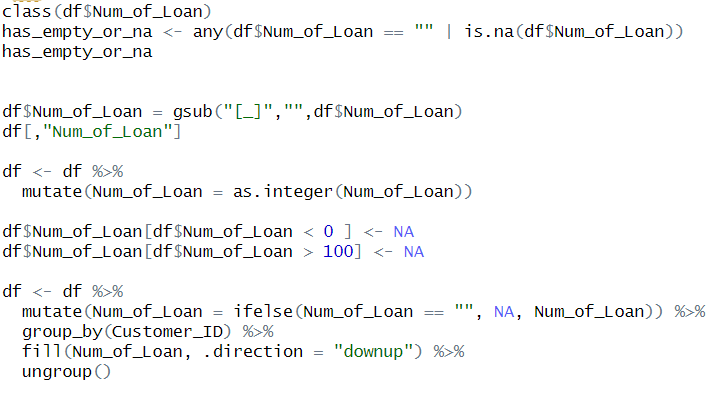 class(df$Num_of_Loan)
has_empty_or_na <- any(df$Num_of_Loan == "" | is.na(df$Num_of_Loan))
has_empty_or_na
df$Num_of_Loan = gsub("[_]","",df$Num_of_Loan)
df[,"Num_of_Loan"]
df <- df %>%
  mutate(Num_of_Loan = as.integer(Num_of_Loan))
df$Num_of_Loan[df$Num_of_Loan < 0 ] <- NA
df$Num_of_Loan[df$Num_of_Loan > 100] <- NA
df <- df %>%
  mutate(Num_of_Loan = ifelse(Num_of_Loan == "", NA, Num_of_Loan)) %>%
  group_by(Customer_ID) %>%
  fill(Num_of_Loan, .direction = "downup") %>%
  ungroup()